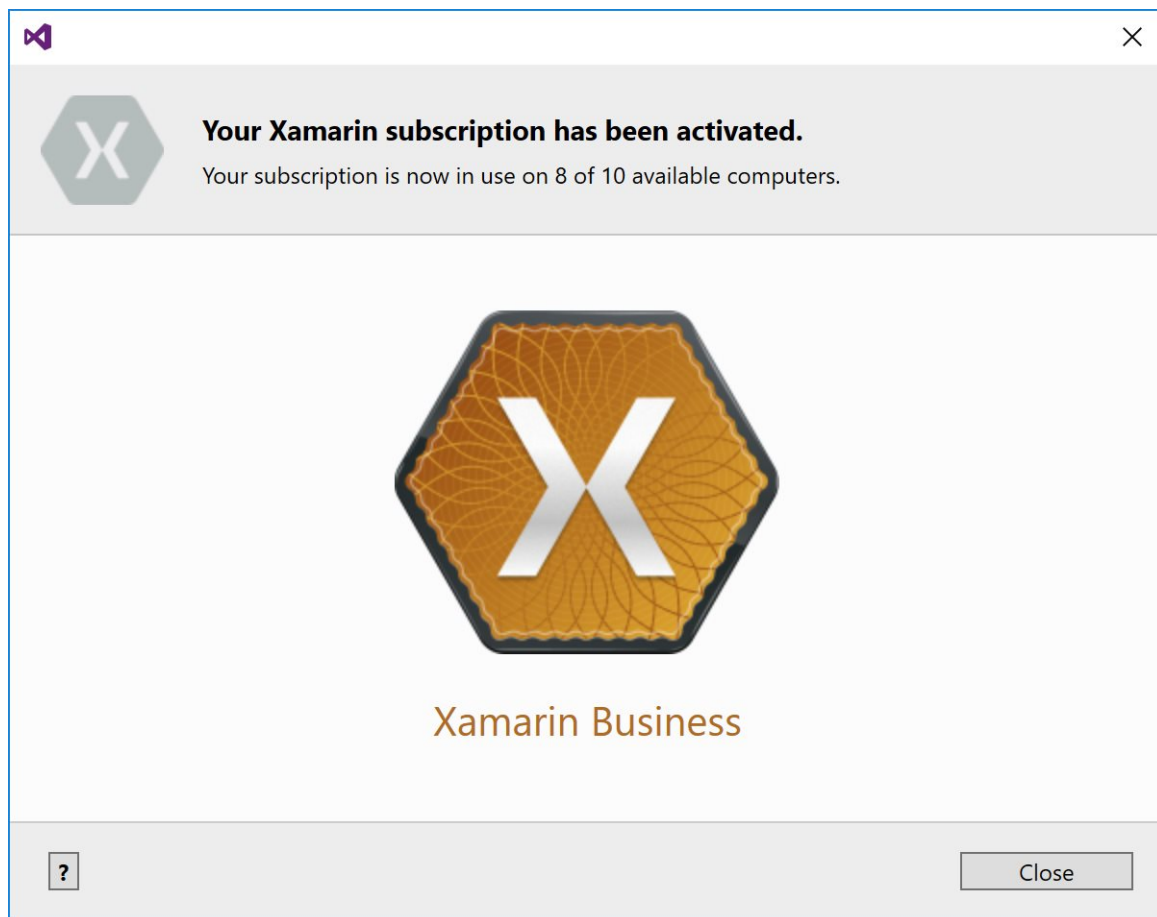 Your Xamarin subscription has been activated.
Your subscription is now in use on 8 of 10 available computers.
Xamarin Business
?
Close